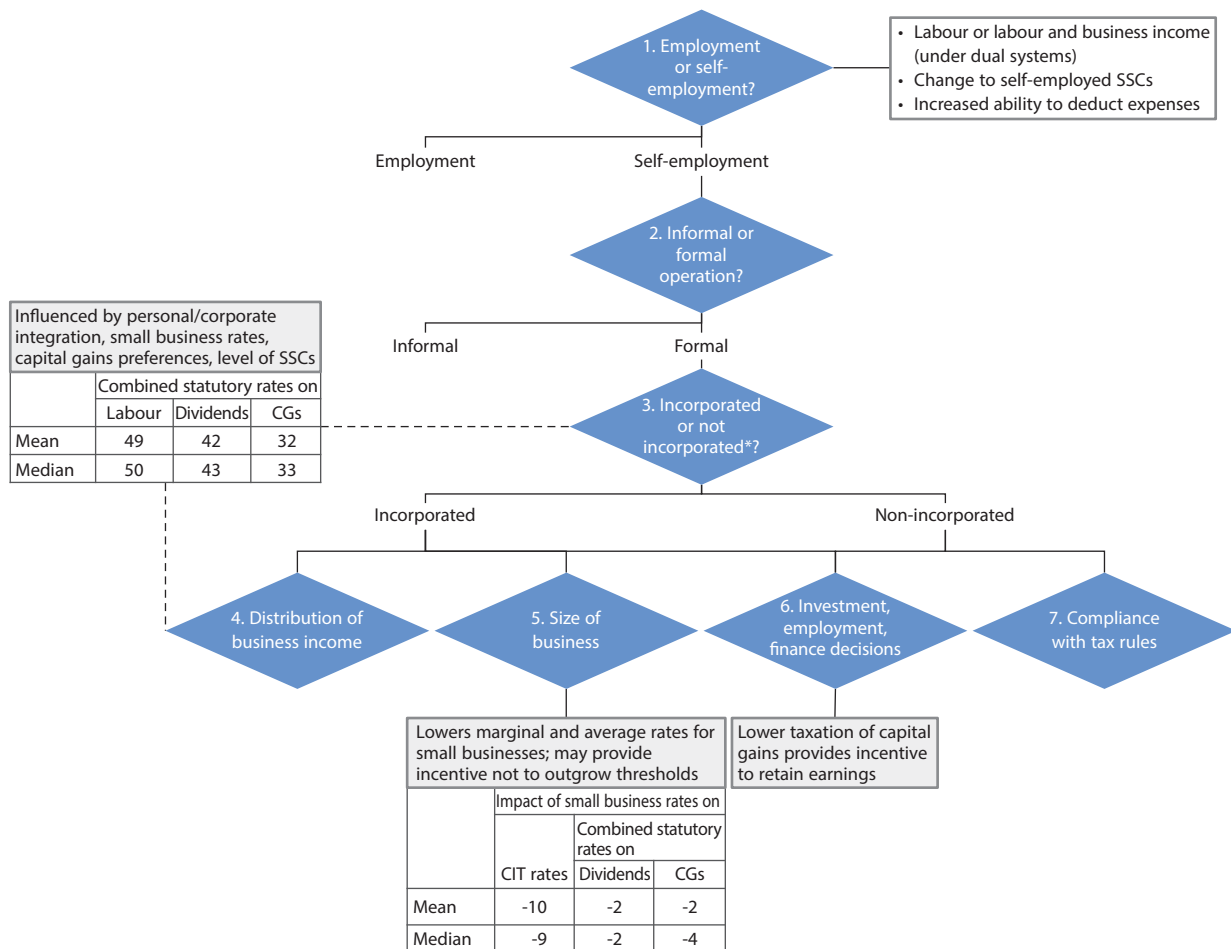 1. Employment
or self-
employment?
• Labour or labour and business income
(under dual systems)
• Change to self-employed SSCs
• Increased ability to deduct expenses
Employment
Self-employment
2. Informal or
formal
operation?
Informal
Formal
Influenced by personal/corporate
integration, small business rates,
capital gains preferences, level of SSCs
Combined statutory rates on
Labour Dividends CGs
Mean 49 42 32
Median 50 43 33
3. Incorporated
or not
incorporated*?
Incorporated
Non-incorporated
4. Distribution of
business income
5. Size of
business
6. Investment,
employment,
finance decisions
7. Compliance
with tax rules
Lowers marginal and average rates for
small businesses; may provide
incentive not to outgrow thresholds
Impact of small business rates on
Combined statutory
rates on
CIT rates Dividends CGs
Mean -10 -2 -2
Median -9 -2 -4
Lower taxation of capital
gains provides incentive
to retain earnings